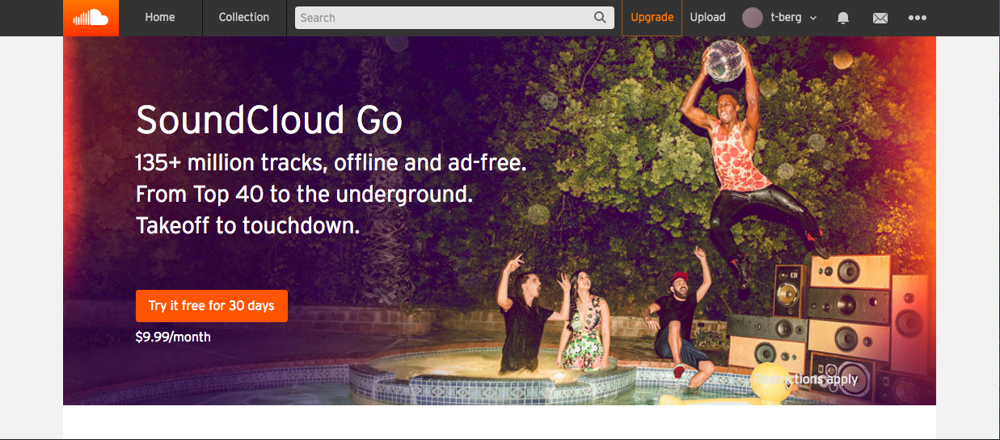 Home
Collection
Search
Upgrade
Upload
t-berg
SoundCloud Go
135+ million tracks, offline and ad-free.
From Top 40 to the underground.
Takeoff to touchdown.
Try it free for 30 days
$9.99/month
Restrictions apply